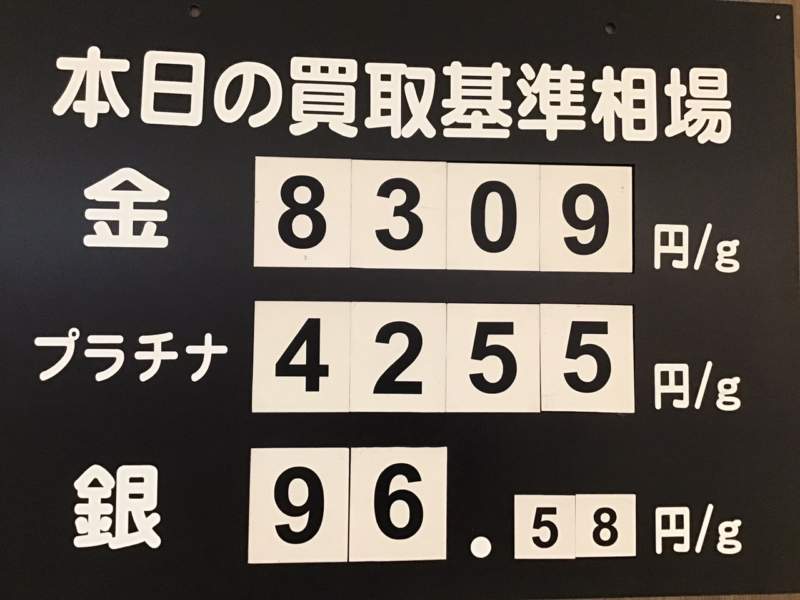 本日の買取基準相場
金 8309 円/g
プラチナ 4255 円/g
銀 96.58 円/g